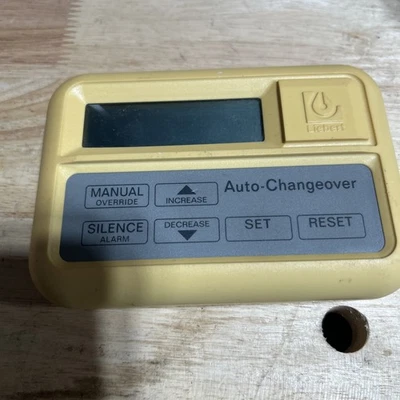 Liebert
MANUAL
OVERRIDE
INCREASE
Auto-Changeover
SILENCE
ALARM
DECREASE
SET
RESET